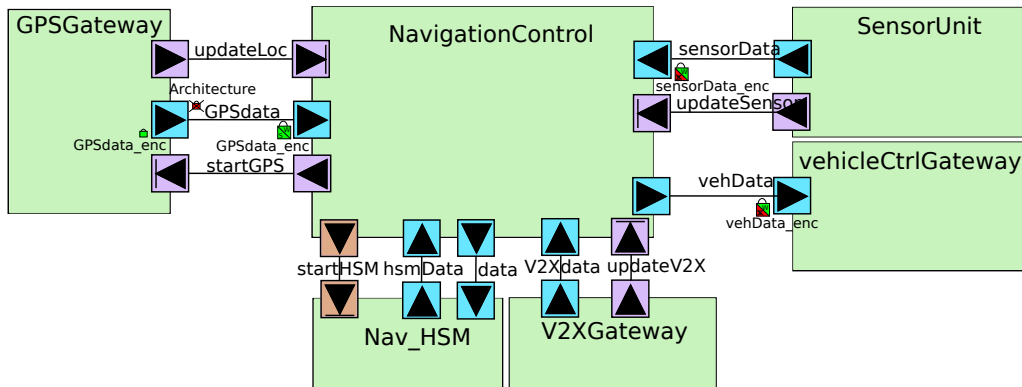 GPSGateway
NavigationControl
SensorUnit
updateLoc
sensorData
Architecture
sensorData_enc
GPSdata
updateSensor
GPSdata_enc
GPSdata_enc
startGPS
vehicleCtrlGateway
vehData
vehData_enc
startHSM
hsmData
data
V2Xdata
updateV2X
Nav_HSM
V2XGateway